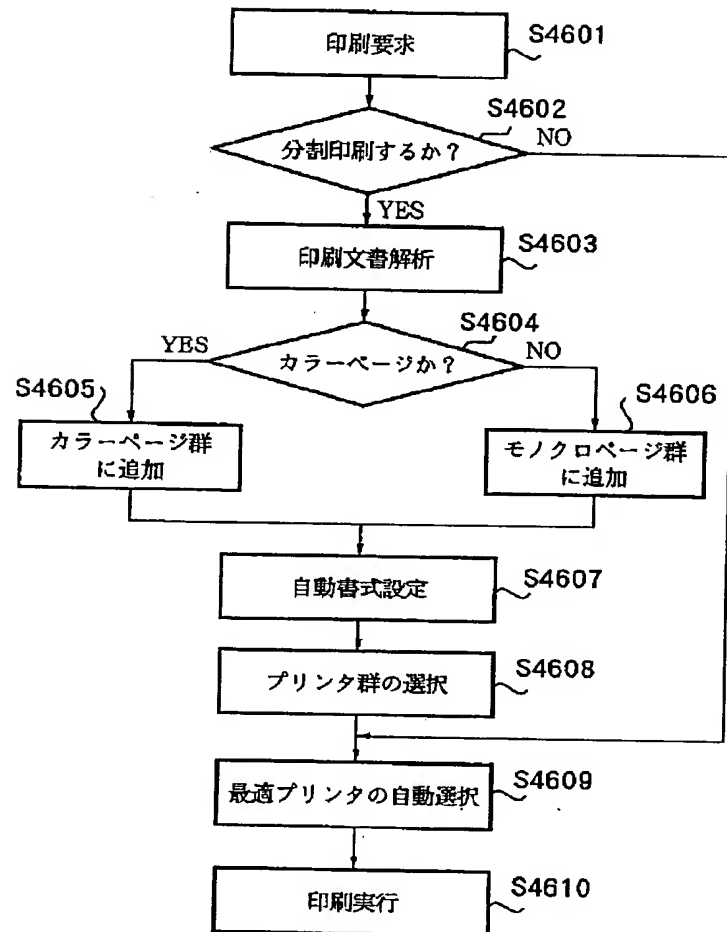 印刷要求
S4601
S4602
分割印刷するか？
NO
YES
印刷文書解析
S4603
S4604
カラーページか？
YES
NO
S4605
カラーページ群
に追加
S4606
モノクロページ群
に追加
自動書式設定
S4607
プリンタ群の選択
S4608
最適プリンタの自動選択
S4609
印刷実行
S4610